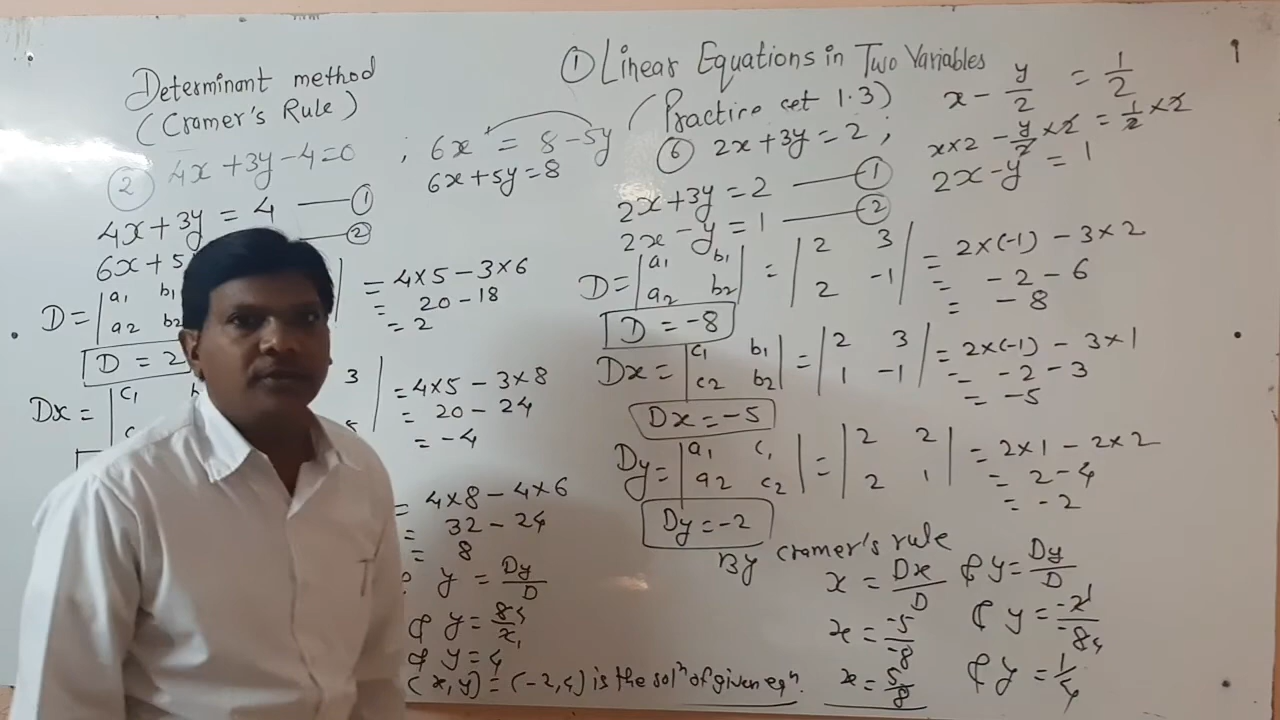 Determinant method
(Cramer's Rule)
② 4x + 3y - 4 = 0 , 6x = 8 - 5y
6x + 5y = 8
4x + 3y = 4 — ①
6x + 5 — ②
D = | a₁ b₁
a₂ b₂ | = 4×5 - 3×6
= 20 - 18
= 2
D = 2
Dx = | c₁ b
c 3
5 | = 4×5 - 3×8
= 20 - 24
= -4
= 4×8 - 4×6
= 32 - 24
= 8
y = Dy/D
& y = 8/2 4 1
& y = 4
(x, y) = (-2, 4) is the solⁿ of given eqⁿ.
① Linear Equations in Two Variables
(Practice set 1.3)
⑥ 2x + 3y = 2 ; x - y/2 = 1/2
x×2 - y/2 ×2 = 1/2 ×2
2x - y = 1
2x + 3y = 2 — ①
2x - y = 1 — ②
D = | a₁ b₁ | = | 2 3 | = 2×(-1) - 3×2
| a₂ b₂ | | 2 -1 | = -2 - 6
= -8
D = -8
Dx = | c₁ b₁ | = | 2 3 | = 2×(-1) - 3×1
| c₂ b₂ | | 1 -1 | = -2 - 3
= -5
Dx = -5
Dy = | a₁ c₁ | = | 2 2 | = 2×1 - 2×2
| a₂ c₂ | | 2 1 | = 2 - 4
= -2
Dy = -2
By cramer's rule
x = Dx/D & y = Dy/D
x = -5/-8 & y = -2/-8 1 4
x = 5/8 & y = 1/4